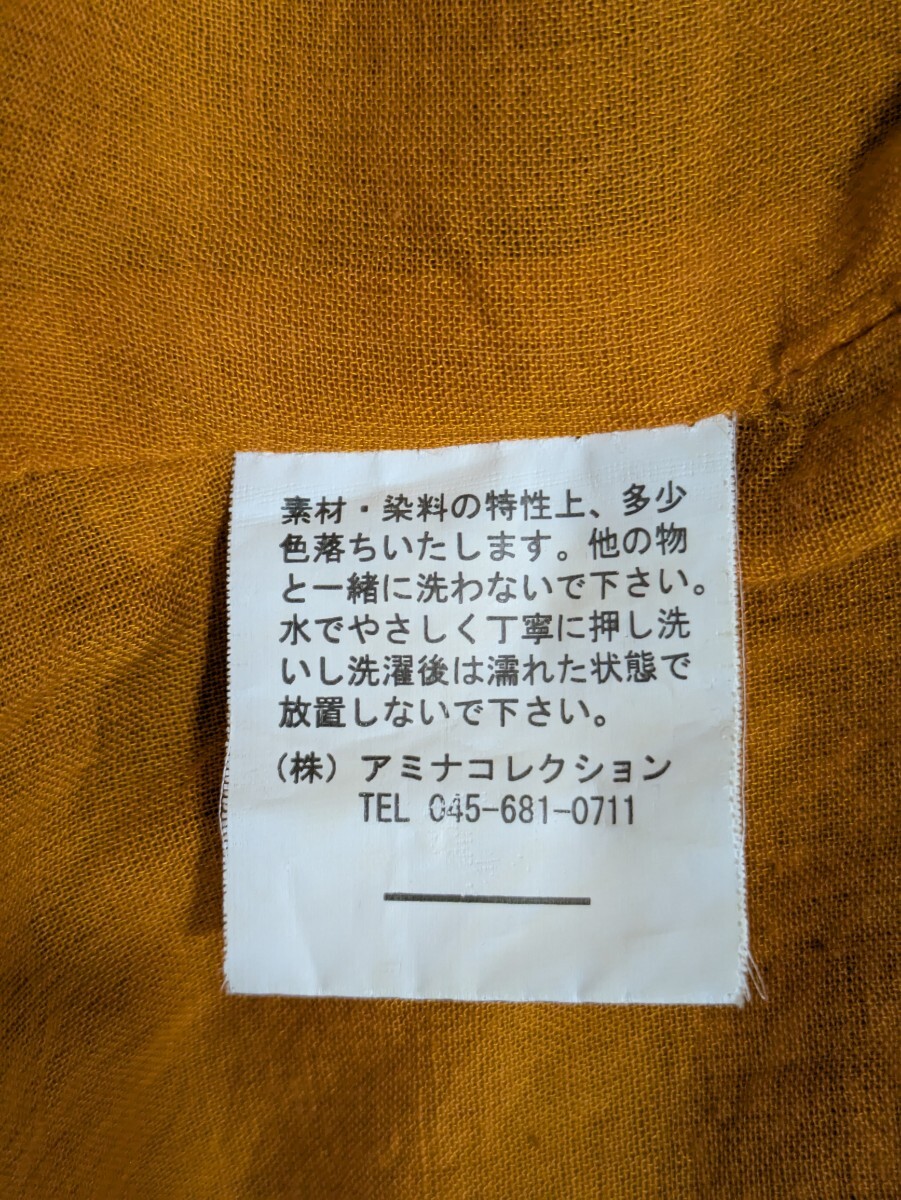 素材・染料の特性上、多少
色落ちいたします。他の物
と一緒に洗わないで下さい。
水でやさしく丁寧に押し洗
いし洗濯後は濡れた状態で
放置しないで下さい。
(株)アミナコレクション
TEL 045-681-0711